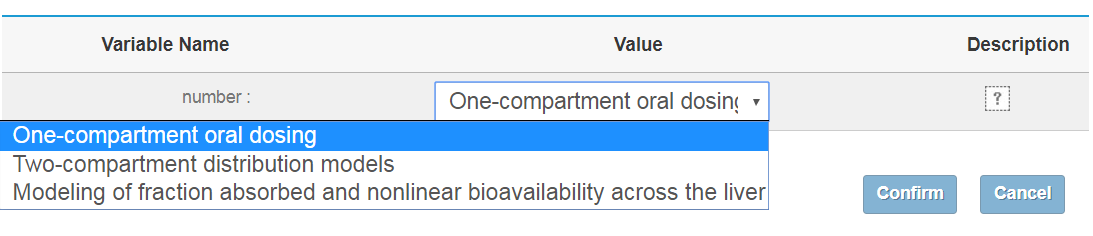 Variable Name Value Description
number : One-compartment oral dosing ?
One-compartment oral dosing
Two-compartment distribution models
Modeling of fraction absorbed and nonlinear bioavailability across the liver
Confirm Cancel